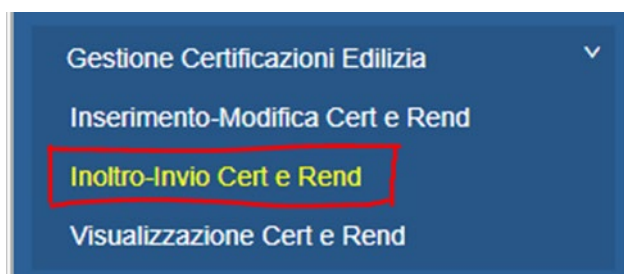 Gestione Certificazioni Edilizia
Inserimento-Modifica Cert e Rend
Inoltro-Invio Cert e Rend
Visualizzazione Cert e Rend